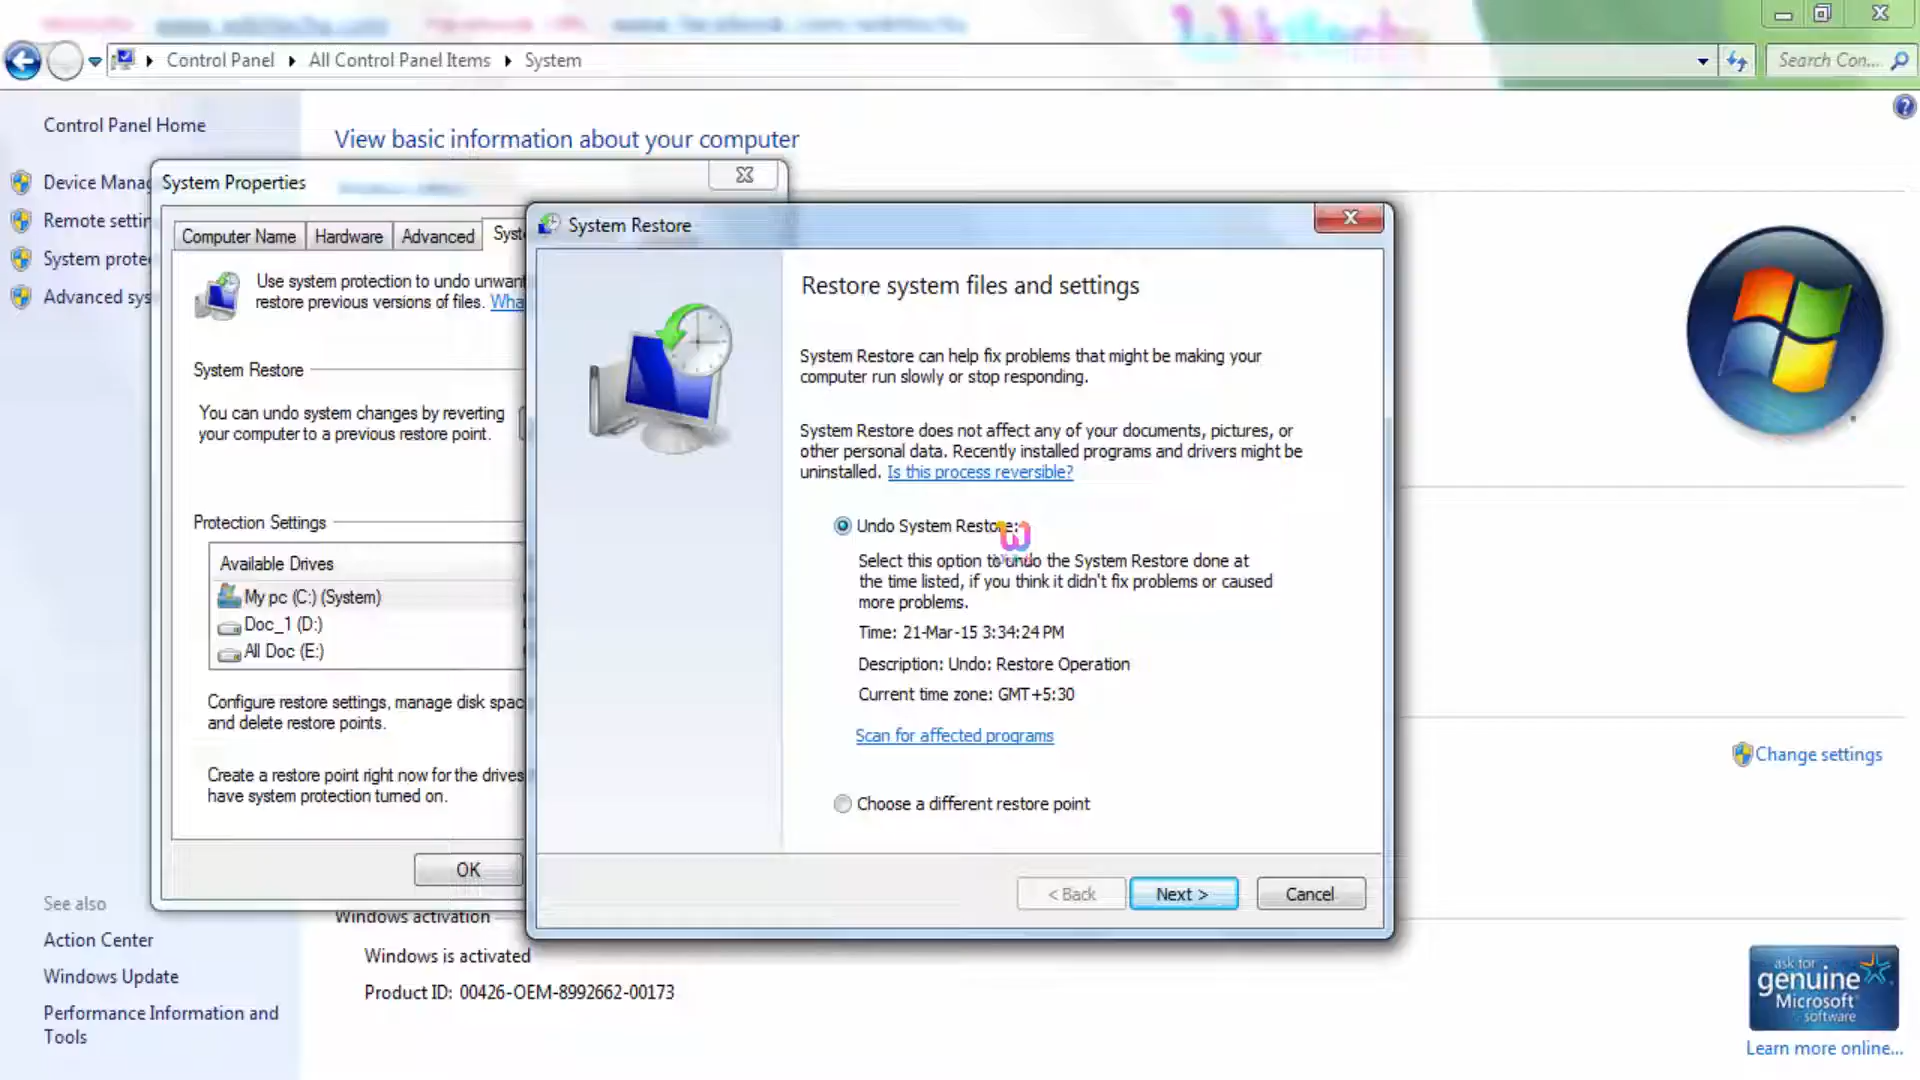 Control Panel
All Control Panel Items
System
Search Con...
Control Panel Home
View basic information about your computer
Device Manag
Remote settin
System prote
Advanced sys
System Properties
Computer Name
Hardware
Advanced
Syst
Use system protection to undo unwant
restore previous versions of files. Wha
System Restore
You can undo system changes by reverting
your computer to a previous restore point.
Protection Settings
Available Drives
My pc (C:) (System)
Doc_1 (D:)
All Doc (E:)
Configure restore settings, manage disk spac
and delete restore points.
Create a restore point right now for the drives
have system protection turned on.
OK
System Restore
Restore system files and settings
System Restore can help fix problems that might be making your
computer run slowly or stop responding.
System Restore does not affect any of your documents, pictures, or
other personal data. Recently installed programs and drivers might be
uninstalled. Is this process reversible?
Undo System Restore:
Select this option to undo the System Restore done at
the time listed, if you think it didn't fix problems or caused
more problems.
Time: 21-Mar-15 3:34:24 PM
Description: Undo: Restore Operation
Current time zone: GMT+5:30
Scan for affected programs
Choose a different restore point
< Back
Next >
Cancel
Change settings
See also
Action Center
Windows Update
Performance Information and
Tools
Windows activation
Windows is activated
Product ID: 00426-OEM-8992662-00173
ask for
genuine
Microsoft
software
Learn more online...